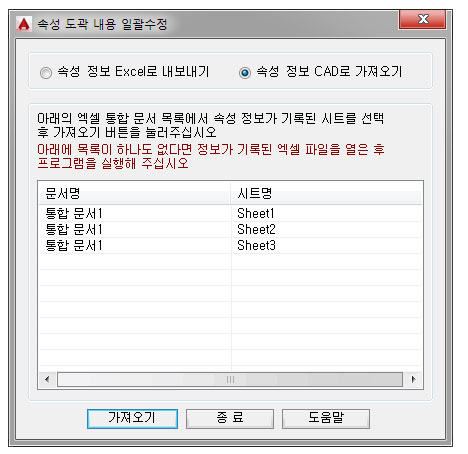 속성 도곽 내용 일괄수정
속성 정보 Excel로 내보내기 속성 정보 CAD로 가져오기
아래의 엑셀 통합 문서 목록에서 속성 정보가 기록된 시트를 선택
후 가져오기 버튼을 눌러주십시오
아래에 목록이 하나도 없다면 정보가 기록된 엑셀 파일을 열은 후
프로그램을 실행해 주십시오
문서명 시트명
통합 문서1 Sheet1
통합 문서1 Sheet2
통합 문서1 Sheet3
가져오기 종 료 도움말